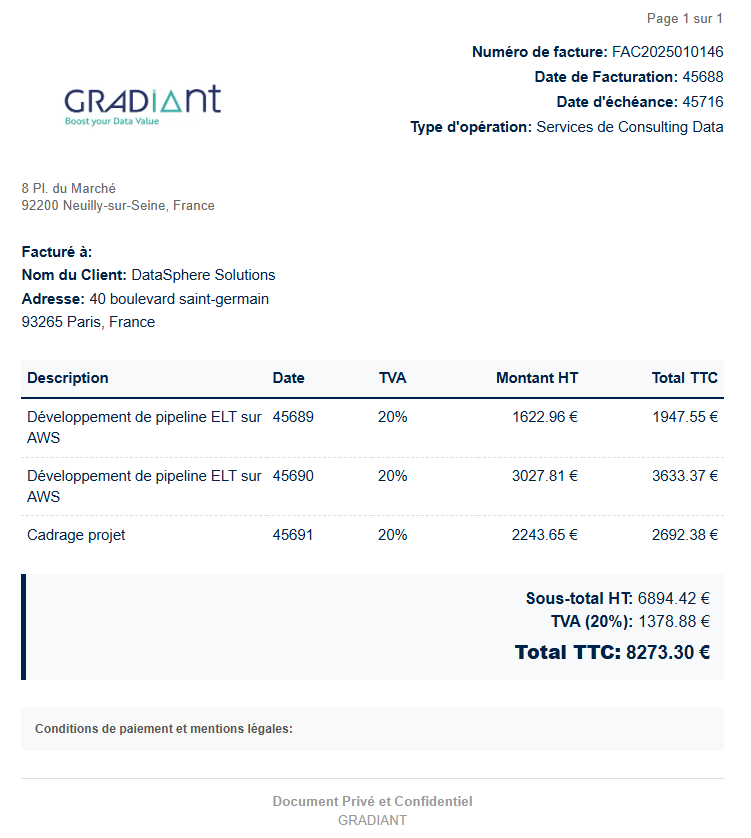 Page 1 sur 1
Numéro de facture: FAC2025010146
Date de Facturation: 45688
Date d'échéance: 45716
Type d'opération: Services de Consulting Data
GRADIANT
Boost your Data Value
8 Pl. du Marché
92200 Neuilly-sur-Seine, France
Facturé à:
Nom du Client: DataSphere Solutions
Adresse: 40 boulevard saint-germain
93265 Paris, France
Description Date TVA Montant HT Total TTC
Développement de pipeline ELT sur AWS 45689 20% 1622.96 € 1947.55 €
Développement de pipeline ELT sur AWS 45690 20% 3027.81 € 3633.37 €
Cadrage projet 45691 20% 2243.65 € 2692.38 €
Sous-total HT: 6894.42 €
TVA (20%): 1378.88 €
Total TTC: 8273.30 €
Conditions de paiement et mentions légales:
Document Privé et Confidentiel
GRADIANT